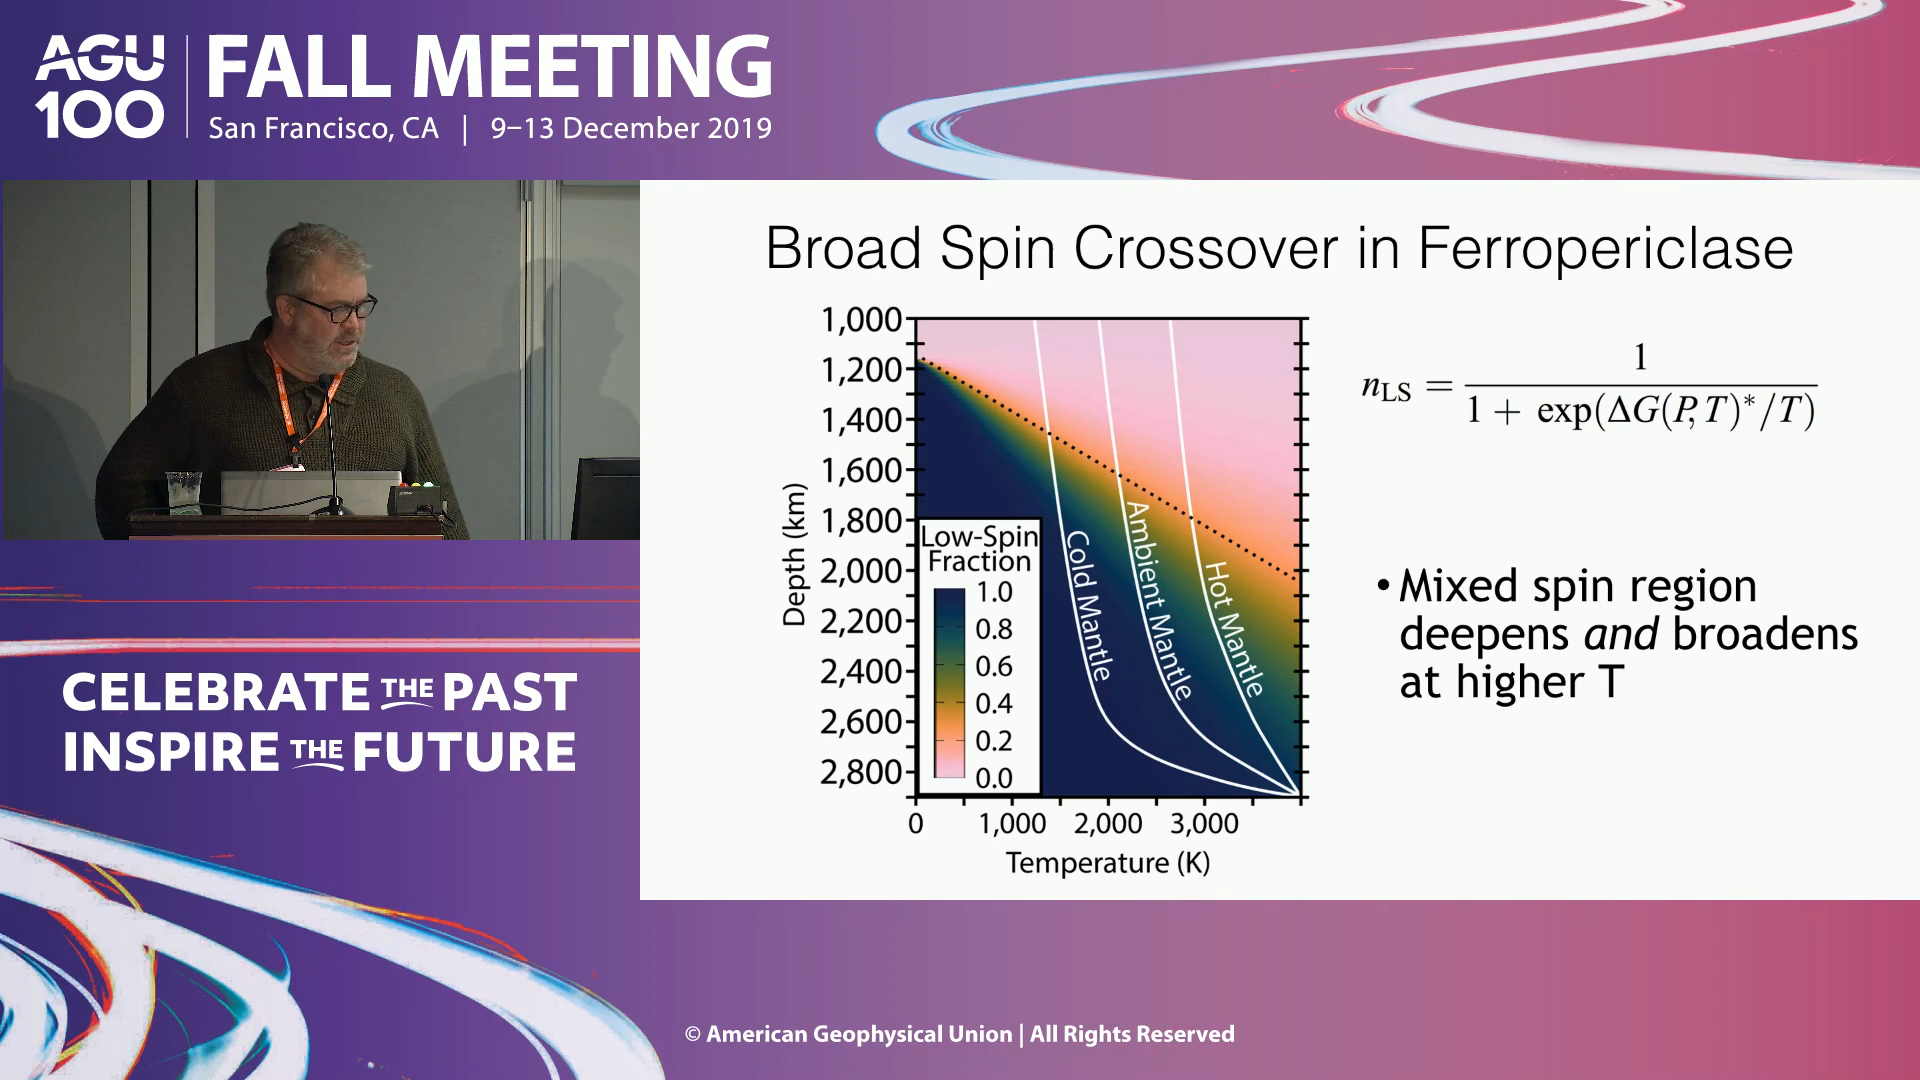 AGU
100
FALL MEETING
San Francisco, CA | 9–13 December 2019
Broad Spin Crossover in Ferropericlase
1,000
1,200
1,400
1,600
1,800
2,000
2,200
2,400
2,600
2,800
Depth (km)
Low-Spin
Fraction
1.0
0.8
0.6
0.4
0.2
0.0
Cold Mantle
Ambient Mantle
Hot Mantle
0 1,000 2,000 3,000
Temperature (K)
1
n_LS = 
1 + exp(ΔG(P,T)*/T)
• Mixed spin region
deepens and broadens
at higher T
CELEBRATE THE PAST
INSPIRE THE FUTURE
© American Geophysical Union | All Rights Reserved